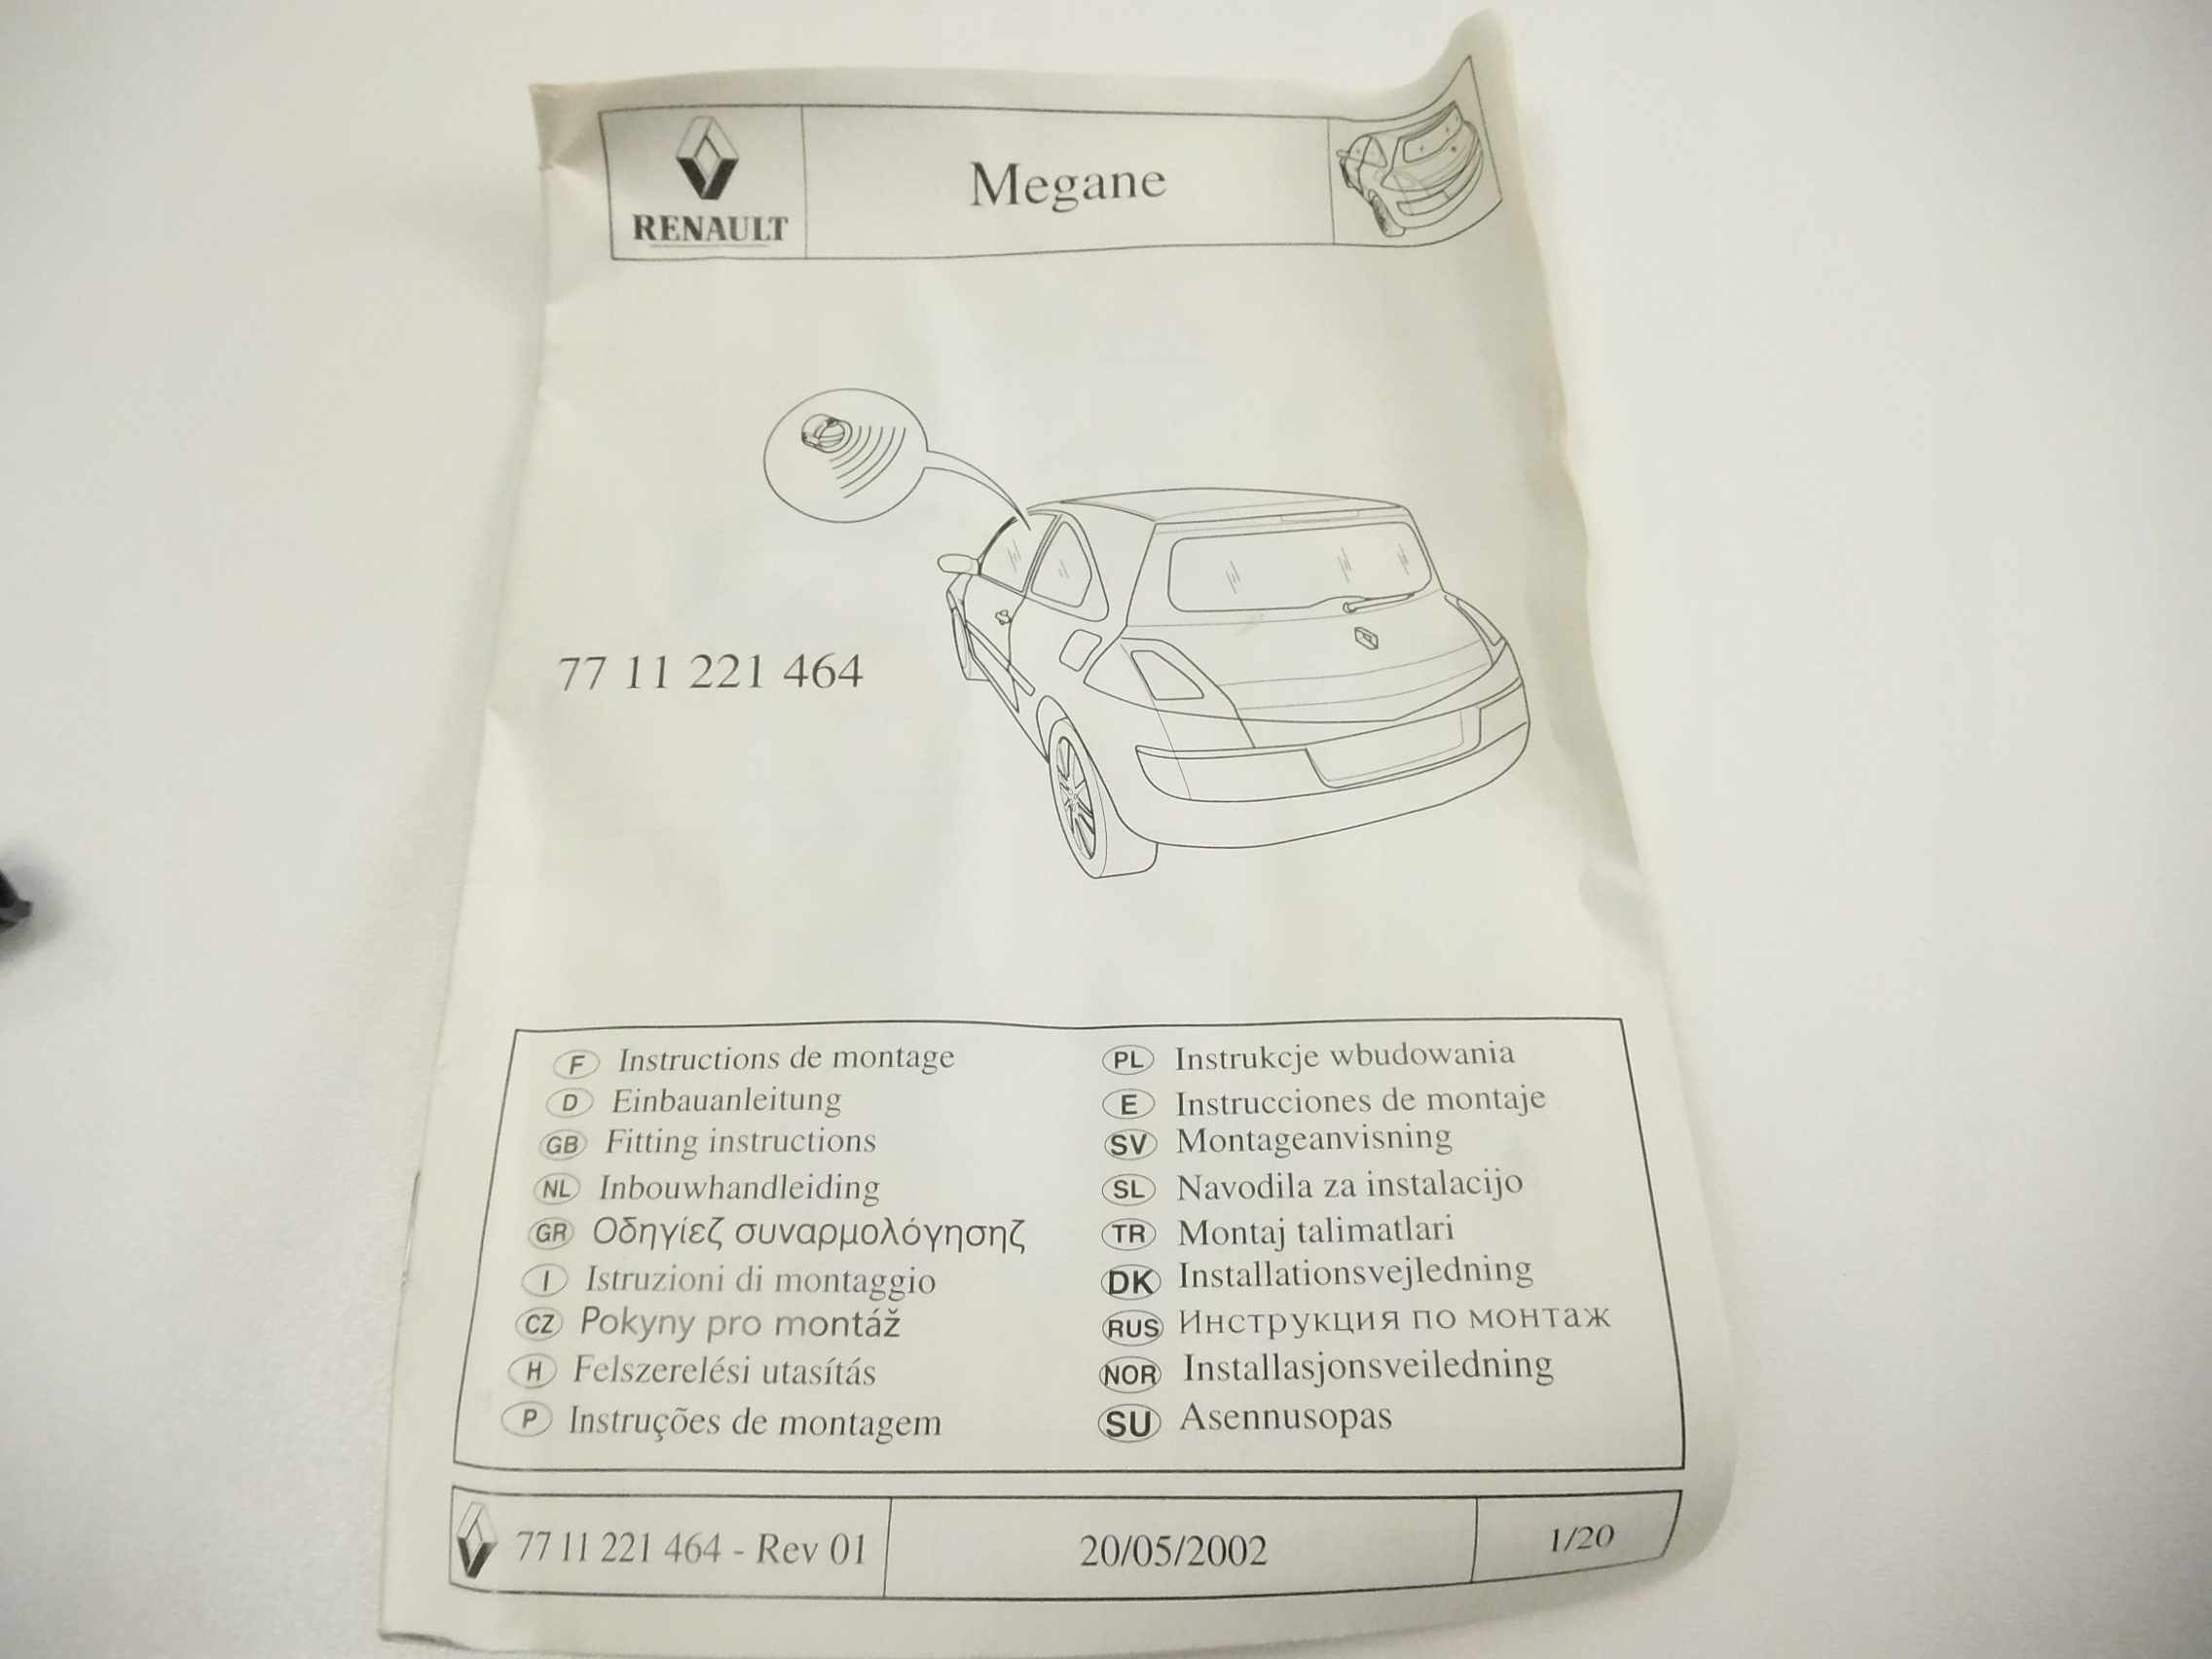 RENAULT
Megane
77 11 221 464
F Instructions de montage
D Einbauanleitung
GB Fitting instructions
NL Inbouwhandleiding
GR Οδηγίεζ συναρμολόγησηζ
I Istruzioni di montaggio
CZ Pokyny pro montáž
H Felszerelési utasítás
P Instruções de montagem
PL Instrukcje wbudowania
E Instrucciones de montaje
SV Montageanvisning
SL Navodila za instalacijo
TR Montaj talimatlari
DK Installationsvejledning
RUS Инструкция по монтаж
NOR Installasjonsveiledning
SU Asennusopas
77 11 221 464 - Rev 01
20/05/2002
1/20